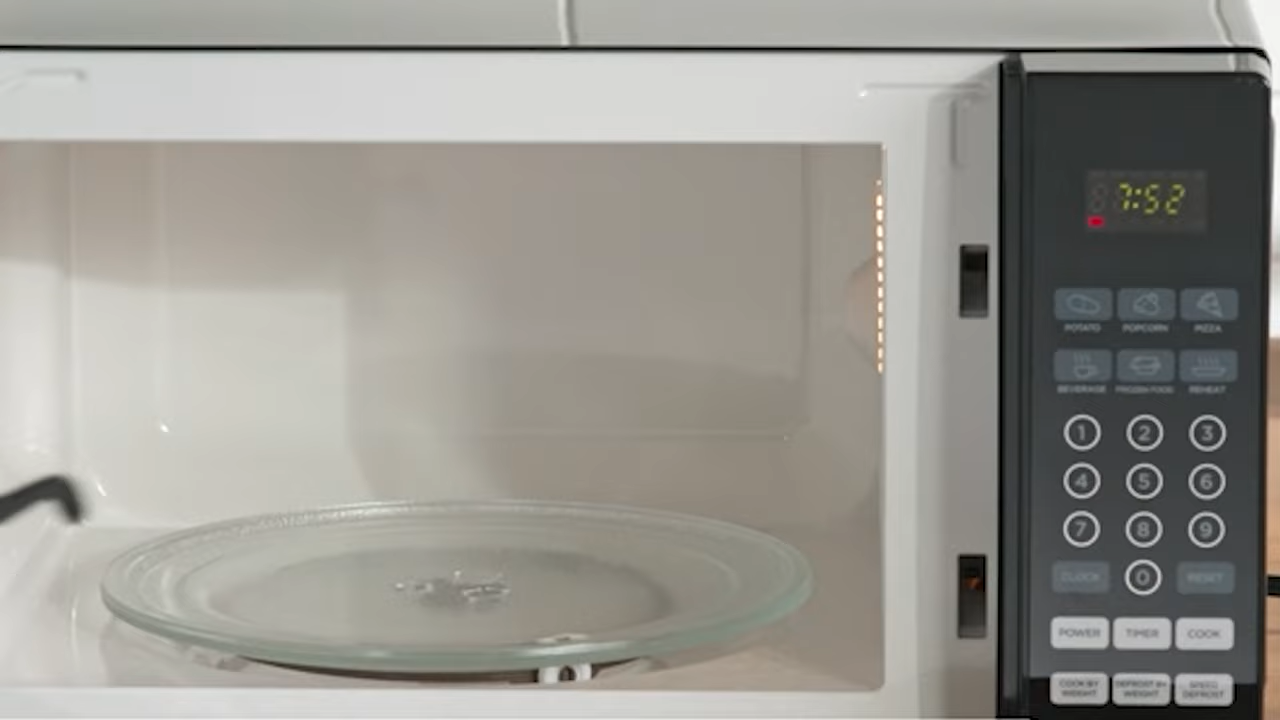 7:52
POTATO POPCORN PIZZA
BEVERAGE FROZEN FOOD REHEAT
1 2 3
4 5 6
7 8 9
CLOCK 0 RESET
POWER TIMER COOK
COOK BY WEIGHT DEFROST BY WEIGHT SPEED DEFROST